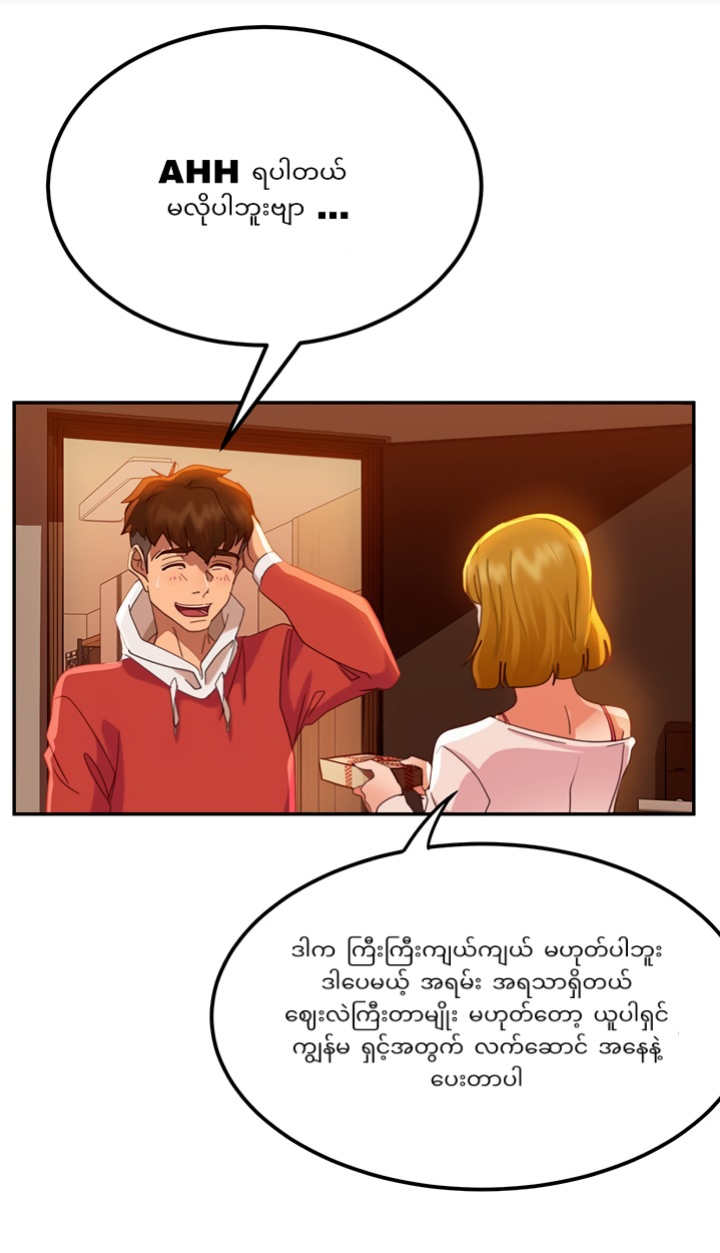 AHH ရပါတယ်
မလိုပါဘူးဗျာ ...
ဒါက ကြီးကြီးကျယ်ကျယ် မဟုတ်ပါဘူး
ဒါပေမယ့် အရမ်း အရသာရှိတယ်
ဈေးလဲကြီးတာမျိုး မဟုတ်တော့ ယူပါရှင်
ကျွန်မ ရှင့်အတွက် လက်ဆောင် အနေနဲ့
ပေးတာပါ